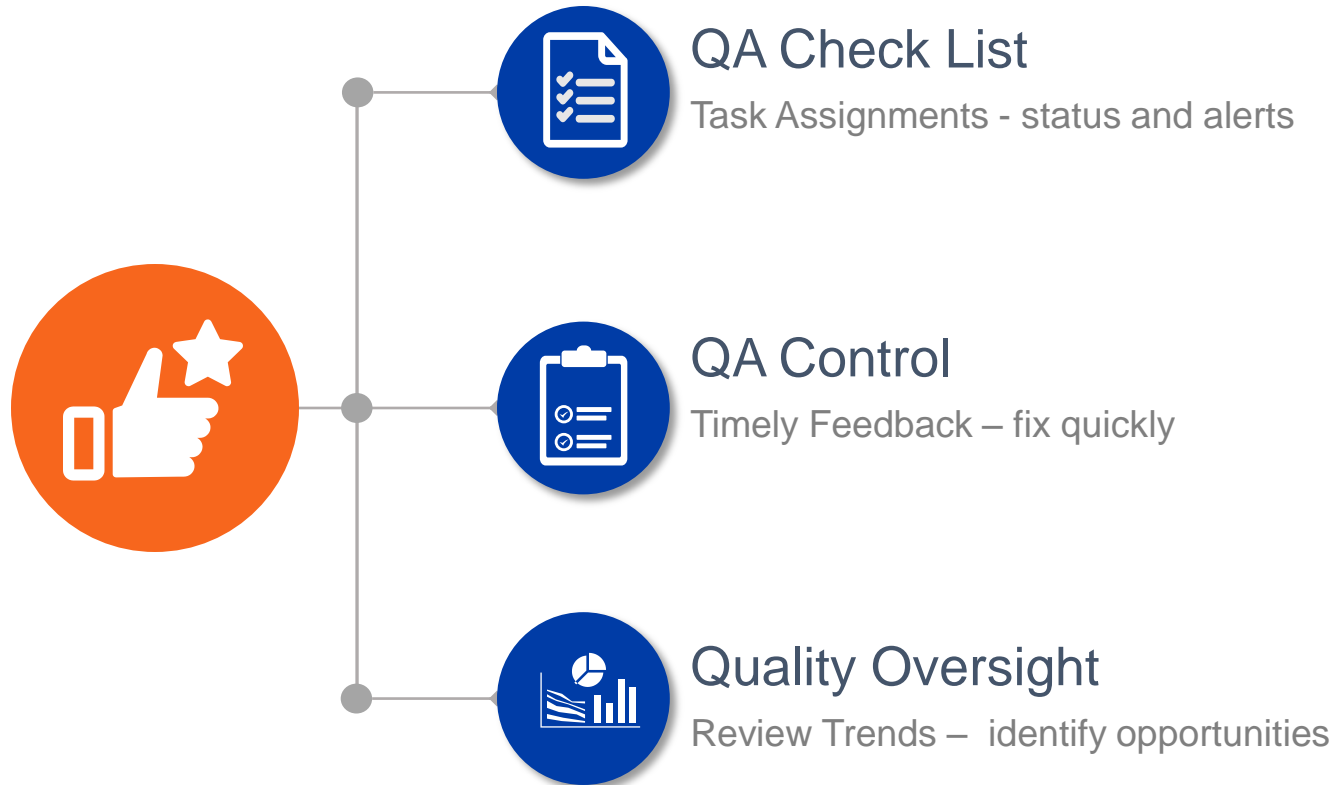 QA Check List
Task Assignments - status and alerts
QA Control
Timely Feedback – fix quickly
Quality Oversight
Review Trends –  identify opportunities